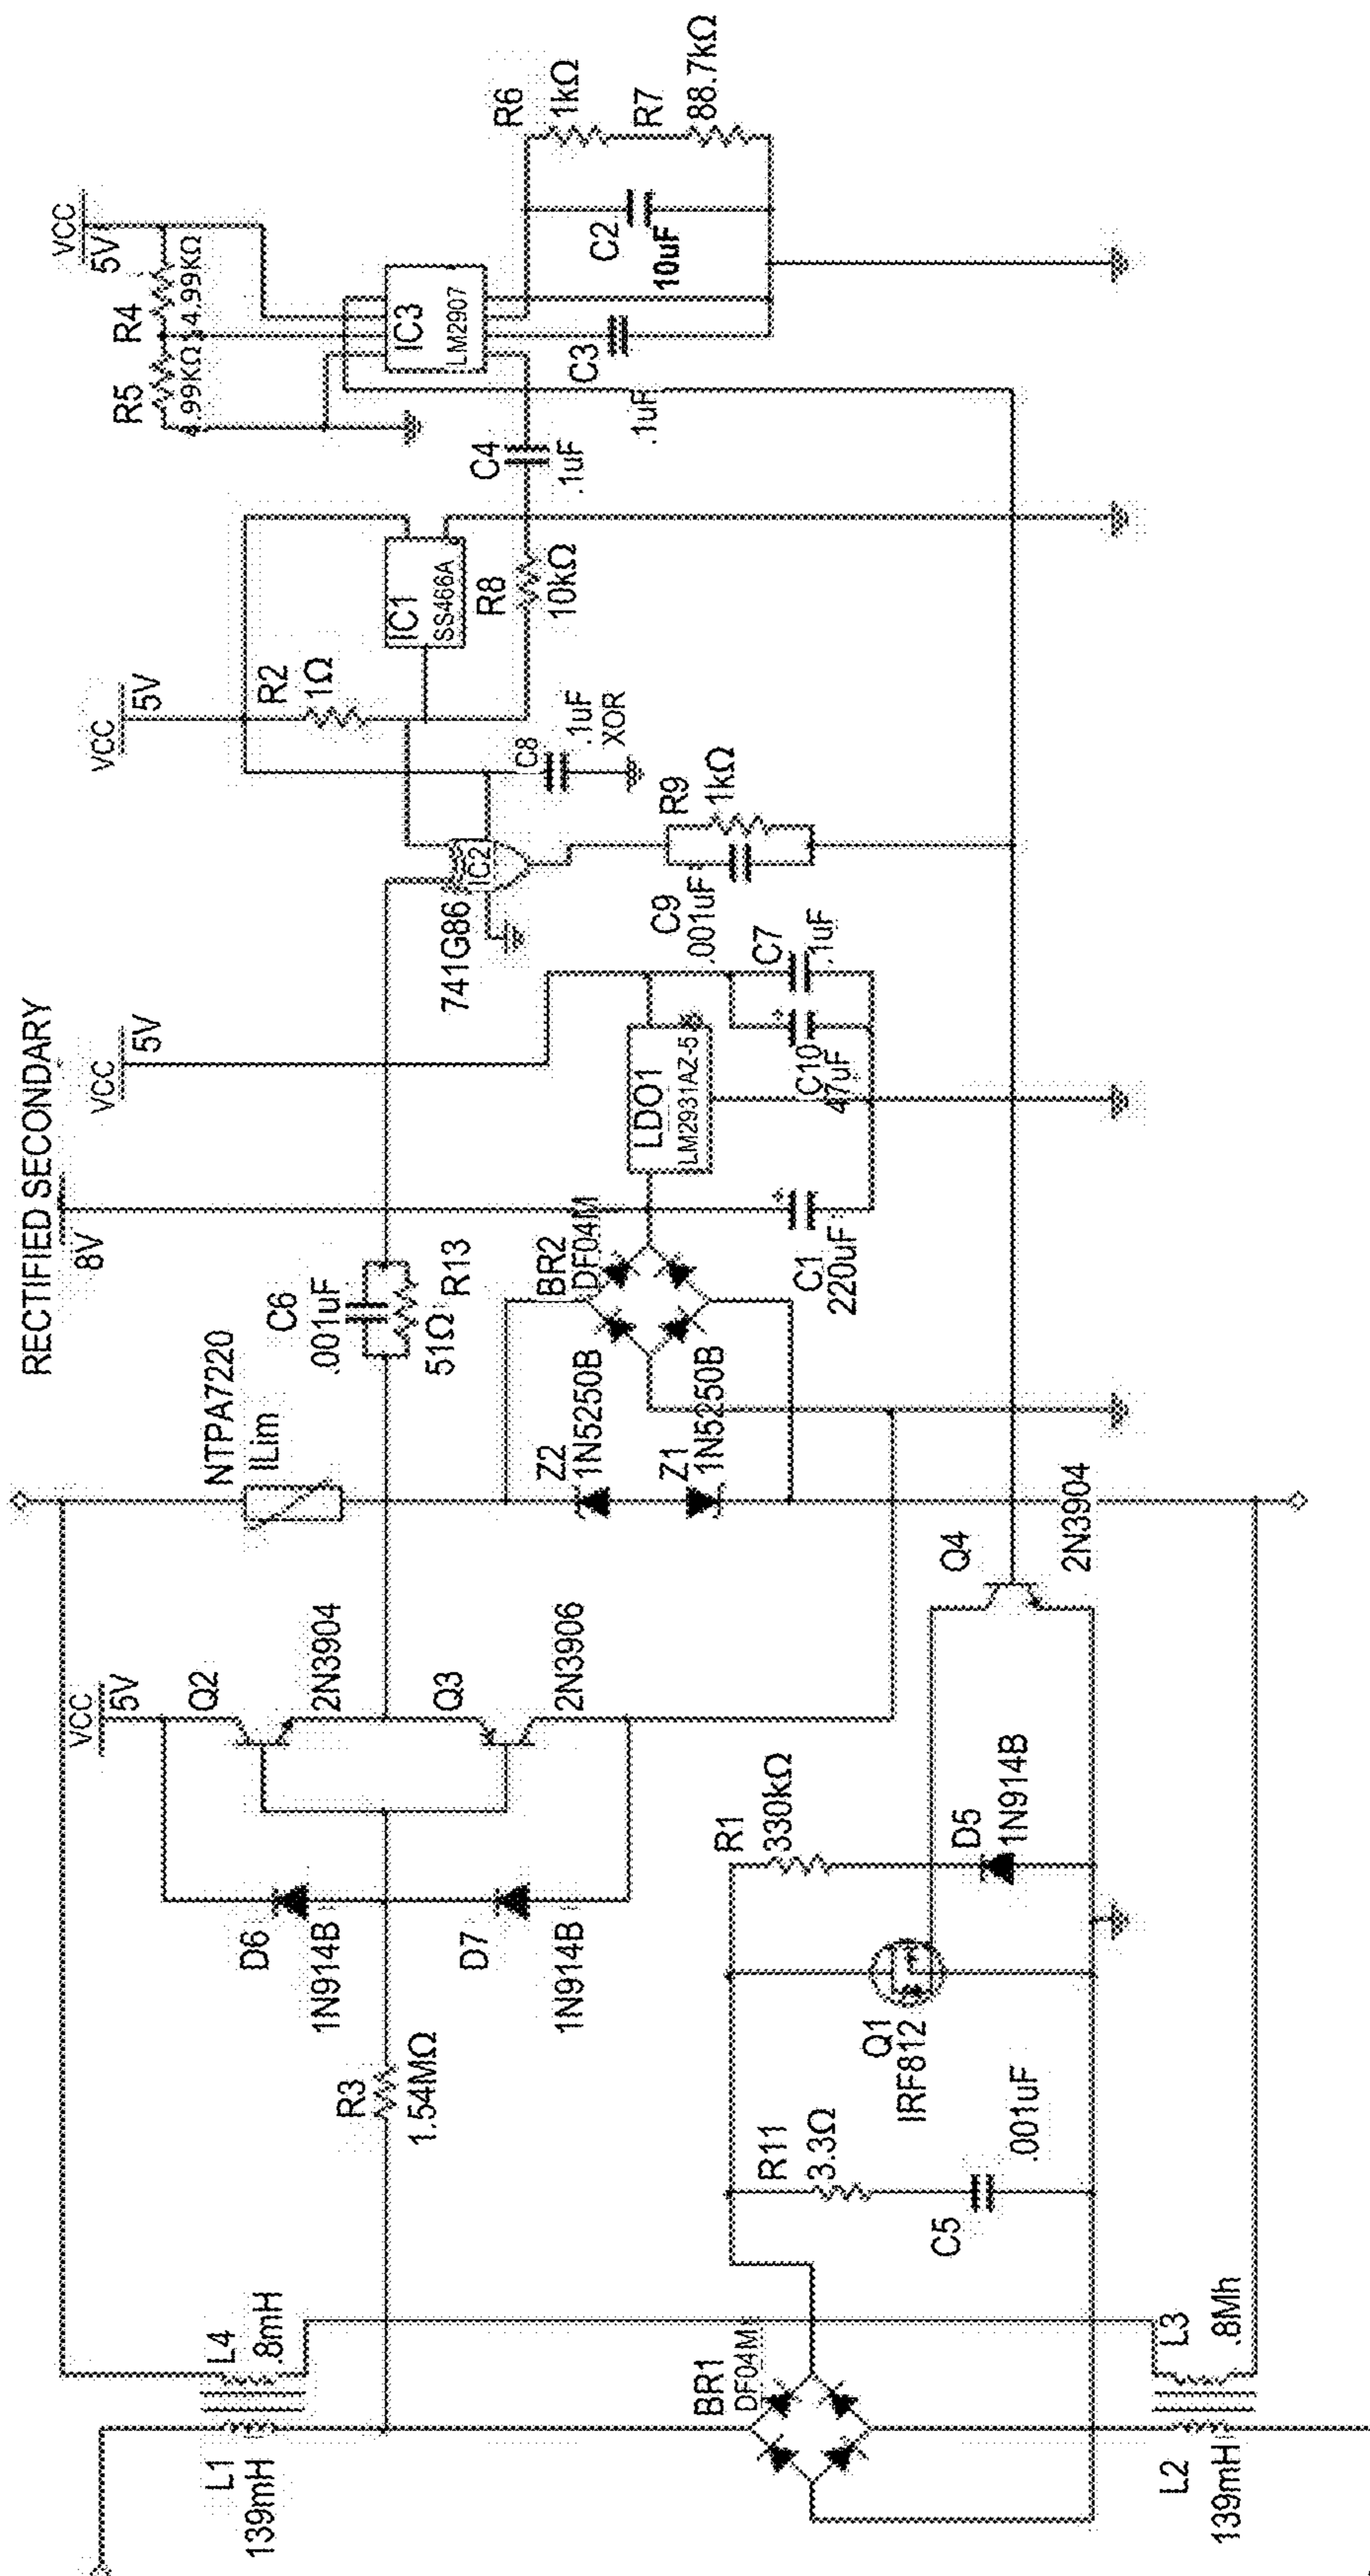 RECTIFIED SECONDARY
8V
VCC
5V
VCC
5V
VCC
5V
VCC
5V
L1
139mH
L4
.8mH
R3
1.54MΩ
D6
1N914B
D7
1N914B
Q2
2N3904
Q3
2N3906
NTPA7220
ILim
C6
.001uF
51Ω
R13
741G86
IC2
R2
1Ω
IC1
SS466A
R8
10kΩ
C4
.1uF
R5
4.99KΩ
R4
4.99KΩ
IC3
LM2907
R6
1kΩ
R7
88.7kΩ
C2
10uF
C3
.1uF
C8
.1uF
XOR
R9
1kΩ
C9
.001uF
C7
.1uF
C10
47uF
LDO1
LM2931AZ-5
C1
220uF
BR2
DF04M
Z2
1N5250B
Z1
1N5250B
Q4
2N3904
R1
330kΩ
D5
1N914B
Q1
IRF812
R11
3.3Ω
C5
.001uF
BR1
DF04M
L2
139mH
L3
.8Mh